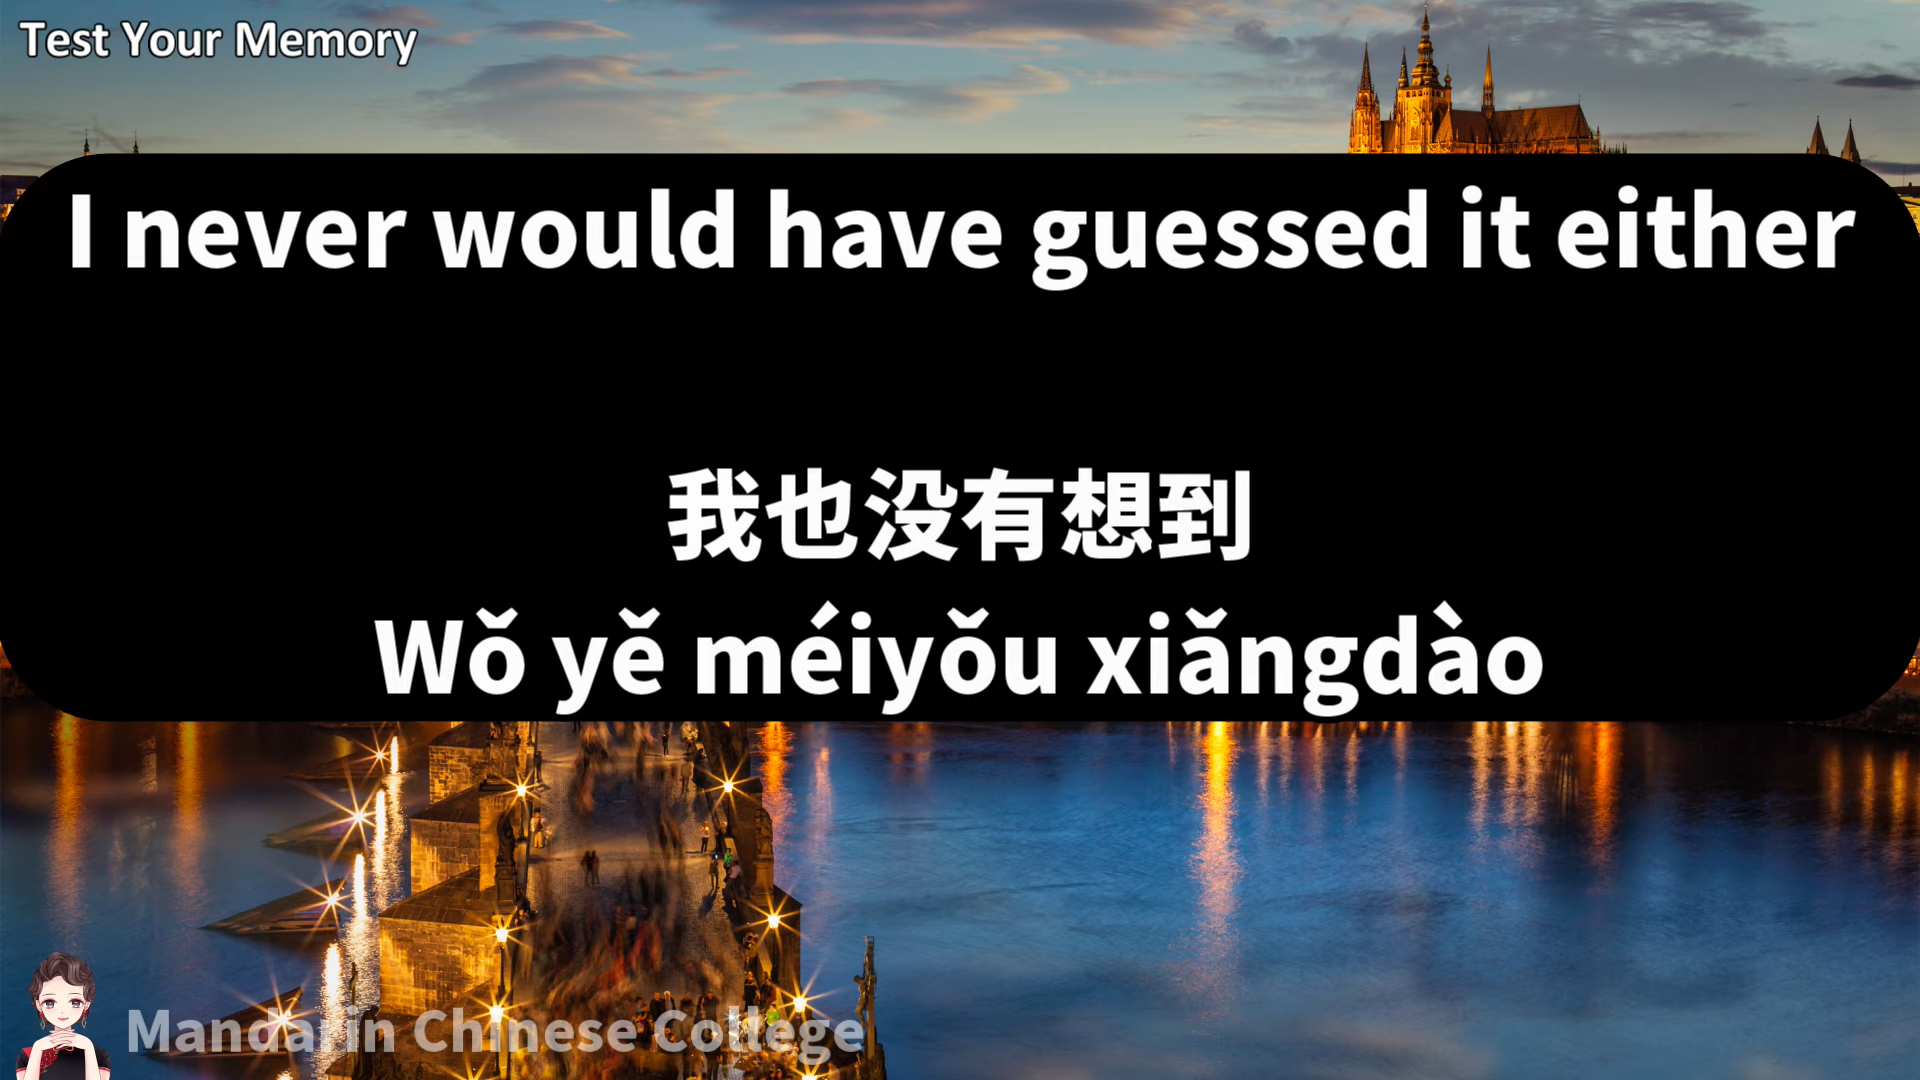 Test Your Memory
I never would have guessed it either
我也没有想到
Wǒ yě méiyǒu xiǎngdào
Mandarin Chinese College